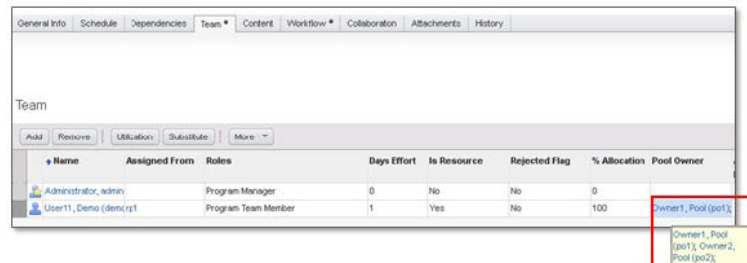 General Info Schedule Dependencies Team * Content Workflow * Collaboration Attachments History
Team
Add Remove Utilization Substitute More
Name Assigned From Roles Days Effort Is Resource Rejected Flag % Allocation Pool Owner
Administrator, admin Program Manager 0 No No 0
User11, Demo (demo rp1 Program Team Member 1 Yes No 100 Owner1, Pool (po1);
Owner1, Pool
(po1); Owner2,
Pool (po2);